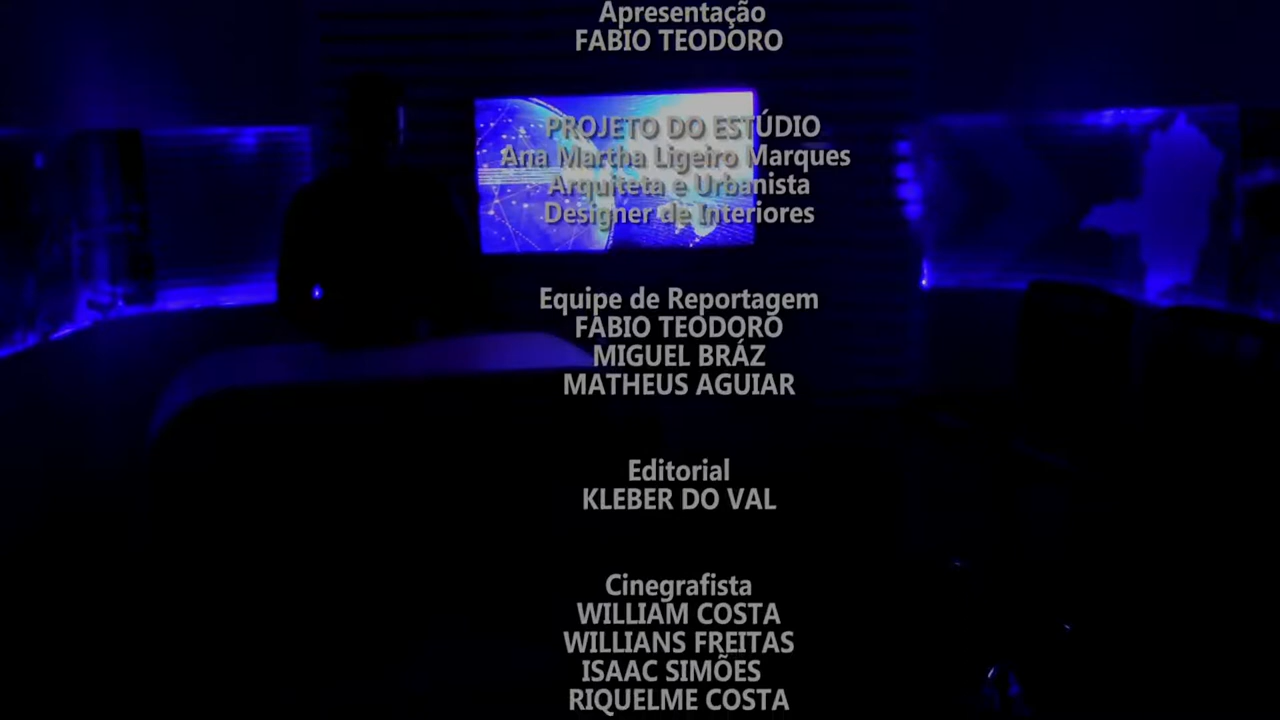 Apresentação
FABIO TEODORO
PROJETO DO ESTÚDIO
Ana Martha Ligeiro Marques
Arquiteta e Urbanista
Designer de Interiores
Equipe de Reportagem
FABIO TEODORO
MIGUEL BRÁZ
MATHEUS AGUIAR
Editorial
KLEBER DO VAL
Cinegrafista
WILLIAM COSTA
WILLIANS FREITAS
ISAAC SIMÕES
RIQUELME COSTA